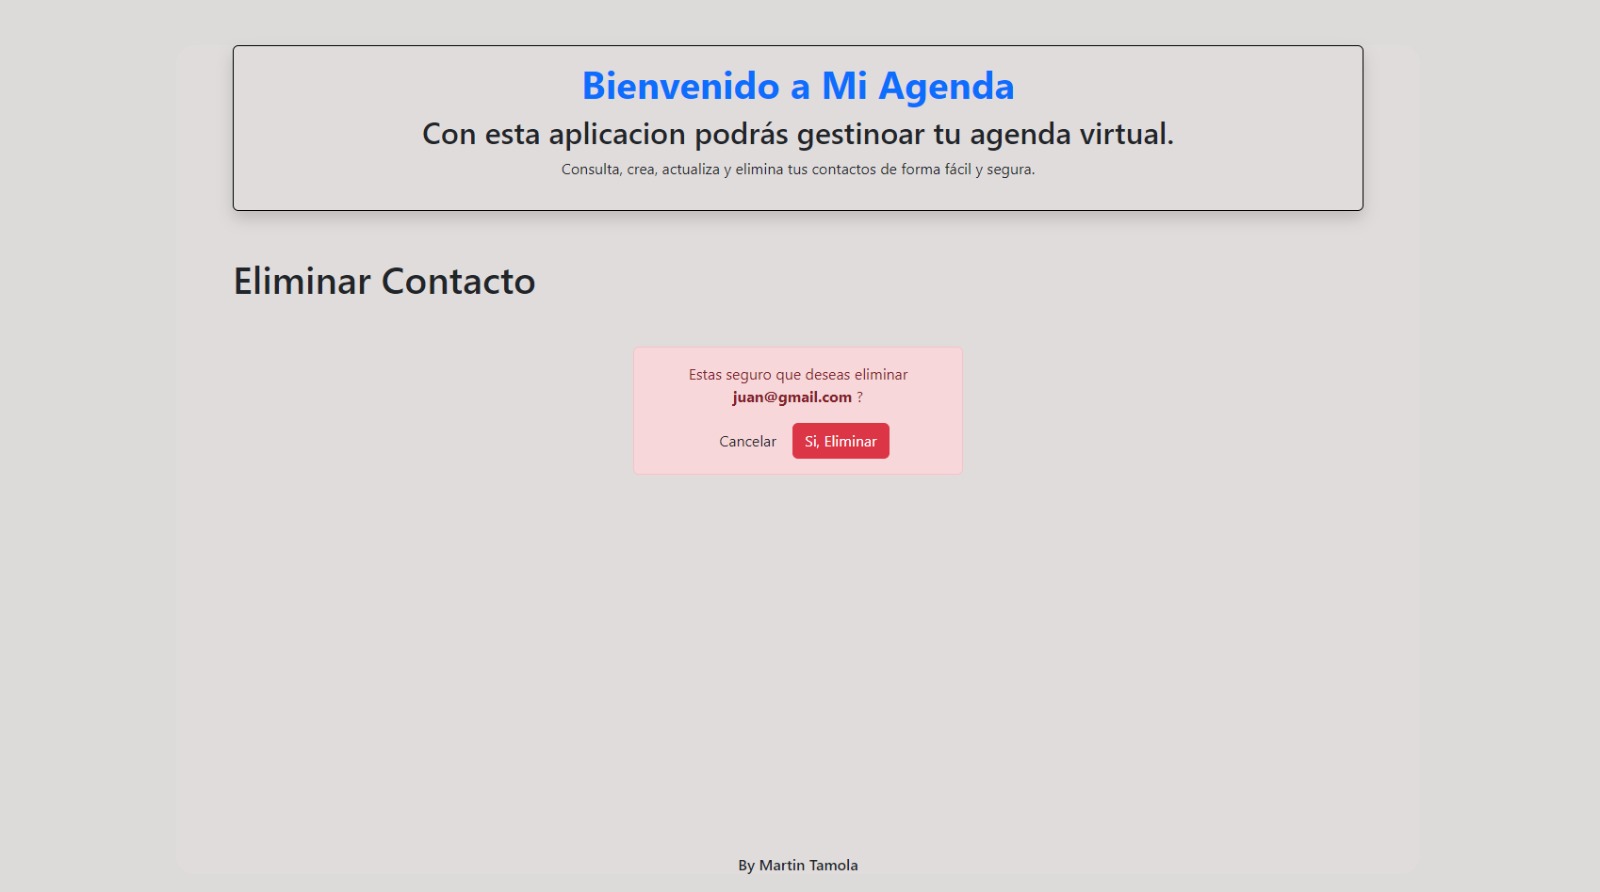 Bienvenido a Mi Agenda
Con esta aplicacion podrás gestinoar tu agenda virtual.
Consulta, crea, actualiza y elimina tus contactos de forma fácil y segura.
Eliminar Contacto
Estas seguro que deseas eliminar
juan@gmail.com ?
Cancelar Si, Eliminar
By Martin Tamola